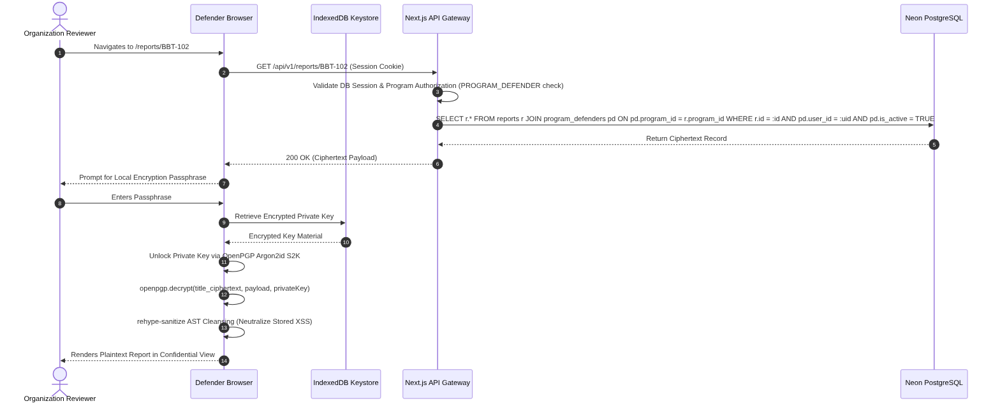 Organization Reviewer
Defender Browser
IndexedDB Keystore
Next.js API Gateway
Neon PostgreSQL
1 Navigates to /reports/BBT-102
2 GET /api/v1/reports/BBT-102 (Session Cookie)
3 Validate DB Session & Program Authorization (PROGRAM_DEFENDER check)
4 SELECT r.* FROM reports r JOIN program_defenders pd ON pd.program_id = r.program_id WHERE r.id = :id AND pd.user_id = :uid AND pd.is_active = TRUE
5 Return Ciphertext Record
6 200 OK (Ciphertext Payload)
7 Prompt for Local Encryption Passphrase
8 Enters Passphrase
9 Retrieve Encrypted Private Key
10 Encrypted Key Material
11 Unlock Private Key via OpenPGP Argon2id S2K
12 openpgp.decrypt(title_ciphertext, payload, privateKey)
13 rehype-sanitize AST Cleansing (Neutralize Stored XSS)
14 Renders Plaintext Report in Confidential View
Organization Reviewer
Defender Browser
IndexedDB Keystore
Next.js API Gateway
Neon PostgreSQL